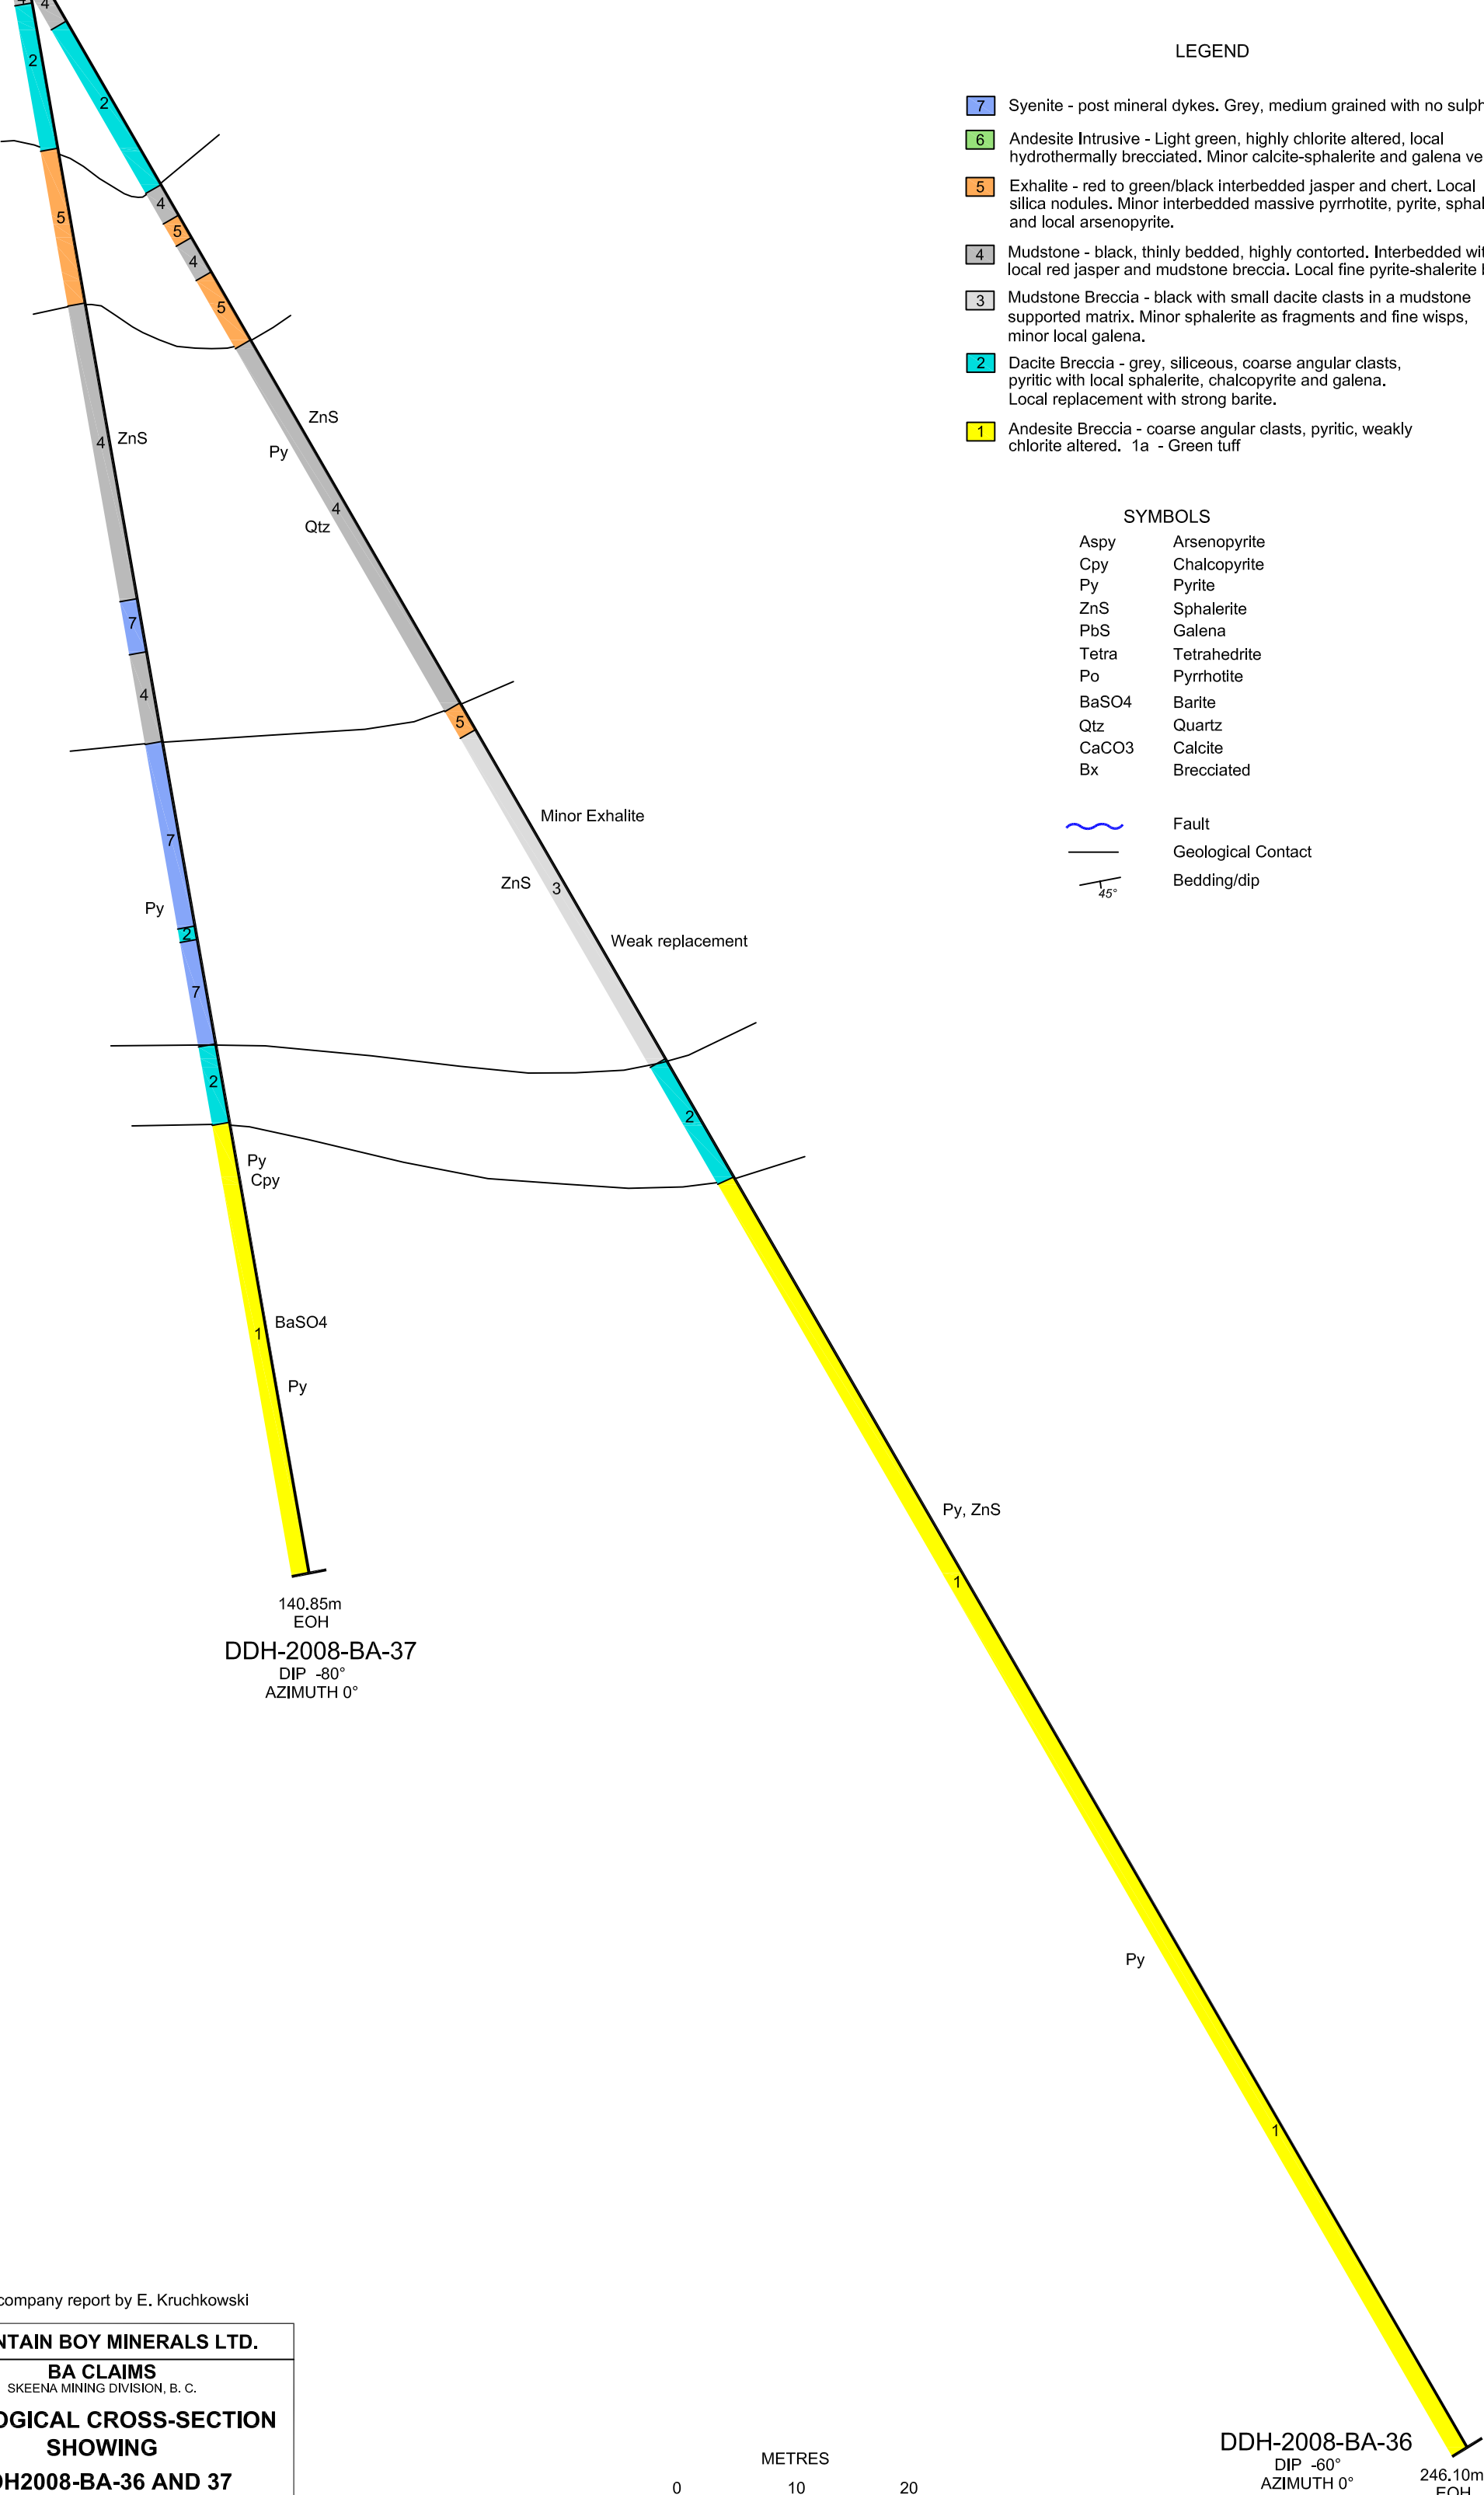 4
4
2
2
5
4
5
4
5
ZnS
4
ZnS
Py
4
Qtz
7
4
5
7
Minor Exhalite
ZnS
3
Py
2
Weak replacement
7
2
2
Py
Cpy
1
BaSO4
Py
Py, ZnS
1
140.85m
EOH
DDH-2008-BA-37
DIP -80°
AZIMUTH 0°
Py
1
DDH-2008-BA-36
DIP -60°
AZIMUTH 0°
246.10m
EOH
LEGEND
7 Syenite - post mineral dykes. Grey, medium grained with no sulph
6 Andesite Intrusive - Light green, highly chlorite altered, local
hydrothermally brecciated. Minor calcite-sphalerite and galena ve
5 Exhalite - red to green/black interbedded jasper and chert. Local
silica nodules. Minor interbedded massive pyrrhotite, pyrite, sphal
and local arsenopyrite.
4 Mudstone - black, thinly bedded, highly contorted. Interbedded wit
local red jasper and mudstone breccia. Local fine pyrite-shalerite
3 Mudstone Breccia - black with small dacite clasts in a mudstone
supported matrix. Minor sphalerite as fragments and fine wisps,
minor local galena.
2 Dacite Breccia - grey, siliceous, coarse angular clasts,
pyritic with local sphalerite, chalcopyrite and galena.
Local replacement with strong barite.
1 Andesite Breccia - coarse angular clasts, pyritic, weakly
chlorite altered. 1a - Green tuff
SYMBOLS
Aspy Arsenopyrite
Cpy Chalcopyrite
Py Pyrite
ZnS Sphalerite
PbS Galena
Tetra Tetrahedrite
Po Pyrrhotite
BaSO4 Barite
Qtz Quartz
CaCO3 Calcite
Bx Brecciated
Fault
Geological Contact
45° Bedding/dip
company report by E. Kruchkowski
NTAIN BOY MINERALS LTD.
BA CLAIMS
SKEENA MINING DIVISION, B. C.
OGICAL CROSS-SECTION
SHOWING
DH2008-BA-36 AND 37
METRES
0 10 20